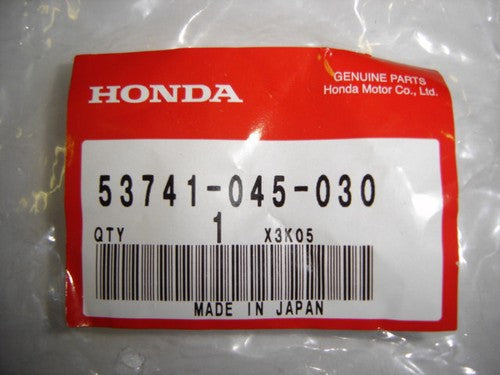 GENUINE PARTS
HONDA
Honda Motor Co., Ltd.
53741-045-030
QTY 1 X3K05
MADE IN JAPAN